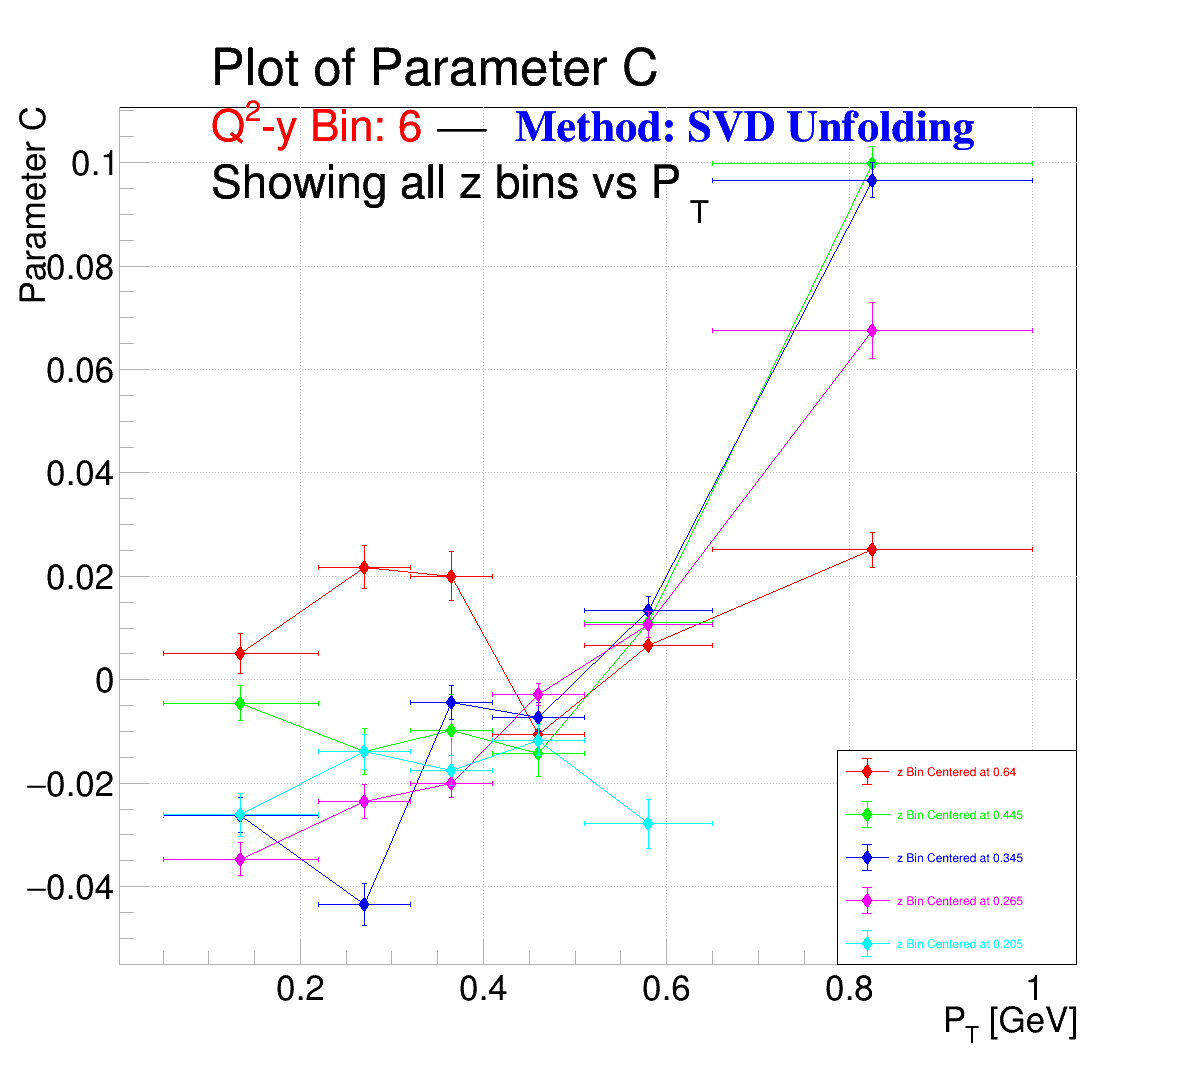 Plot of Parameter C
Q²-y Bin: 6 — Method: SVD Unfolding
Showing all z bins vs P_T
Parameter C
0.1
0.08
0.06
0.04
0.02
0
−0.02
−0.04
z Bin Centered at 0.64
z Bin Centered at 0.445
z Bin Centered at 0.345
z Bin Centered at 0.265
z Bin Centered at 0.205
0.2 0.4 0.6 0.8 1
P_T [GeV]